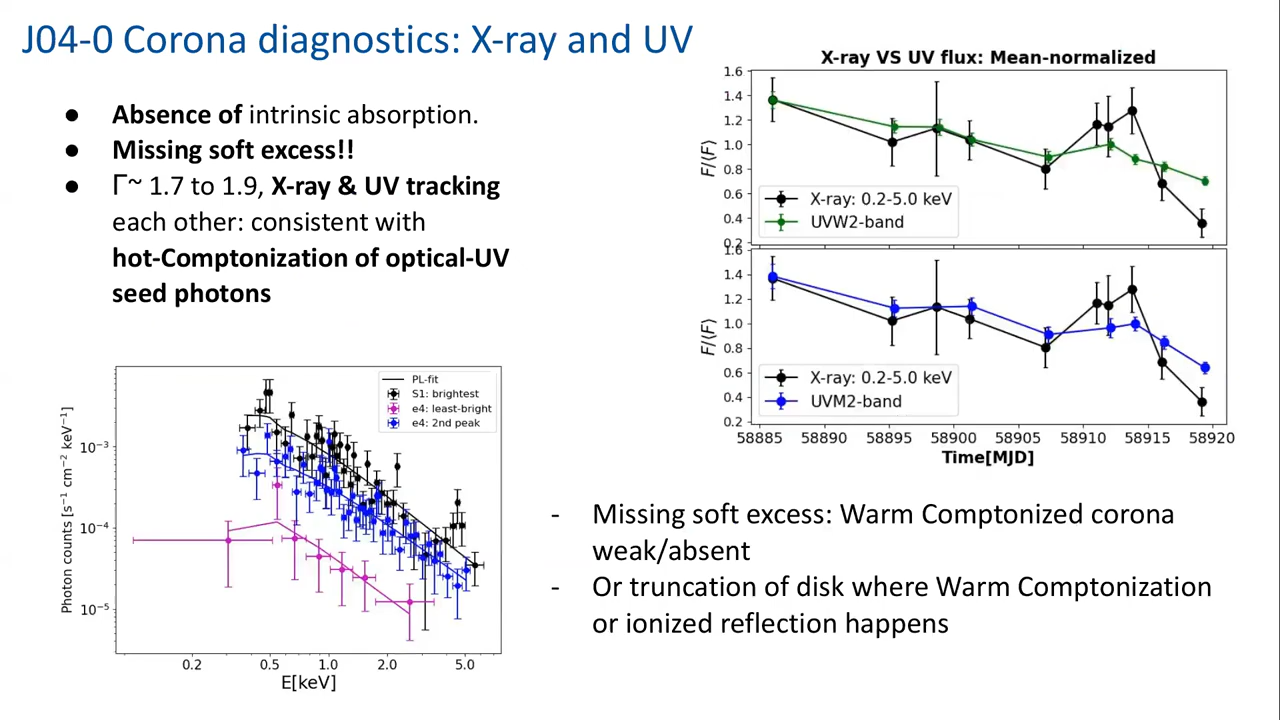 J04-0 Corona diagnostics: X-ray and UV
● Absence of intrinsic absorption.
● Missing soft excess!!
● Γ~ 1.7 to 1.9, X-ray & UV tracking
each other: consistent with
hot-Comptonization of optical-UV
seed photons
X-ray VS UV flux: Mean-normalized
F/⟨F⟩
1.6
1.4
1.2
1.0
0.8
0.6
0.4
0.2
X-ray: 0.2-5.0 keV
UVW2-band
F/⟨F⟩
1.6
1.4
1.2
1.0
0.8
0.6
0.4
0.2
X-ray: 0.2-5.0 keV
UVM2-band
58885 58890 58895 58900 58905 58910 58915 58920
Time[MJD]
Photon counts [s⁻¹ cm⁻² keV⁻¹]
10⁻³
10⁻⁴
10⁻⁵
PL-fit
S1: brightest
e4: least-bright
e4: 2nd peak
0.2 0.5 1.0 2.0 5.0
E[keV]
- Missing soft excess: Warm Comptonized corona
weak/absent
- Or truncation of disk where Warm Comptonization
or ionized reflection happens